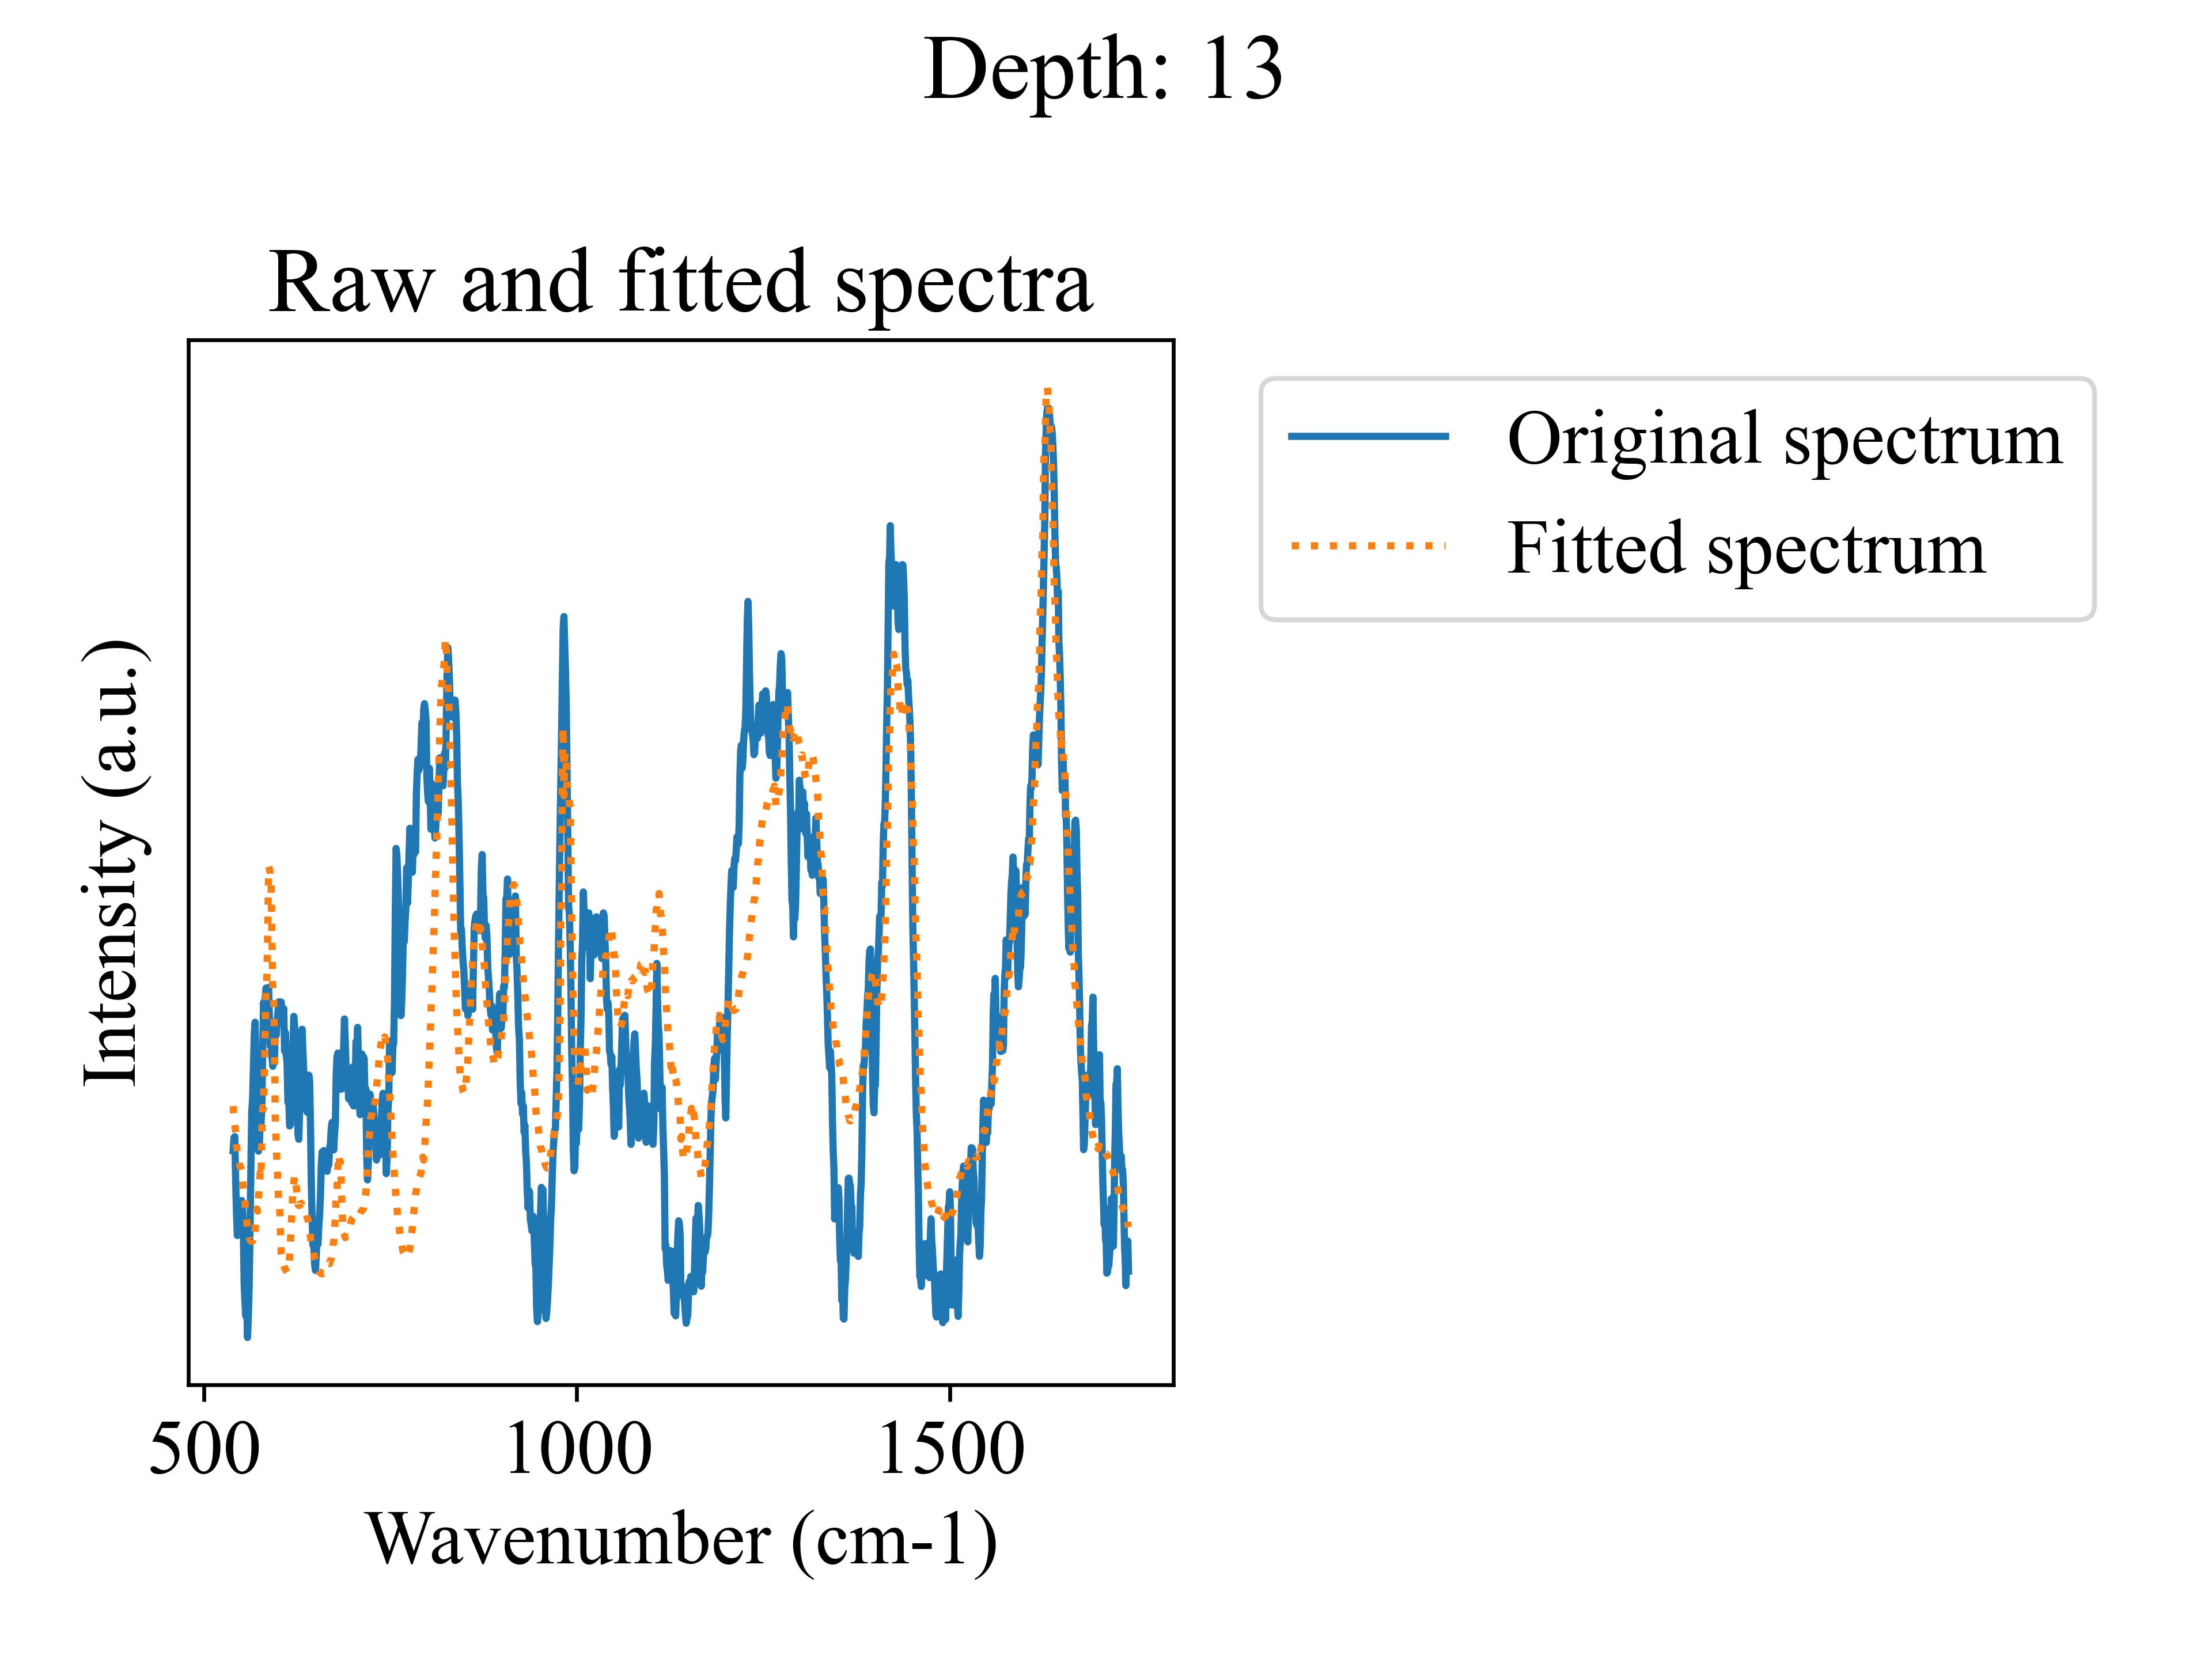 Depth: 13
Raw and fitted spectra
Original spectrum
Fitted spectrum
Intensity (a.u.)
500 1000 1500
Wavenumber (cm-1)